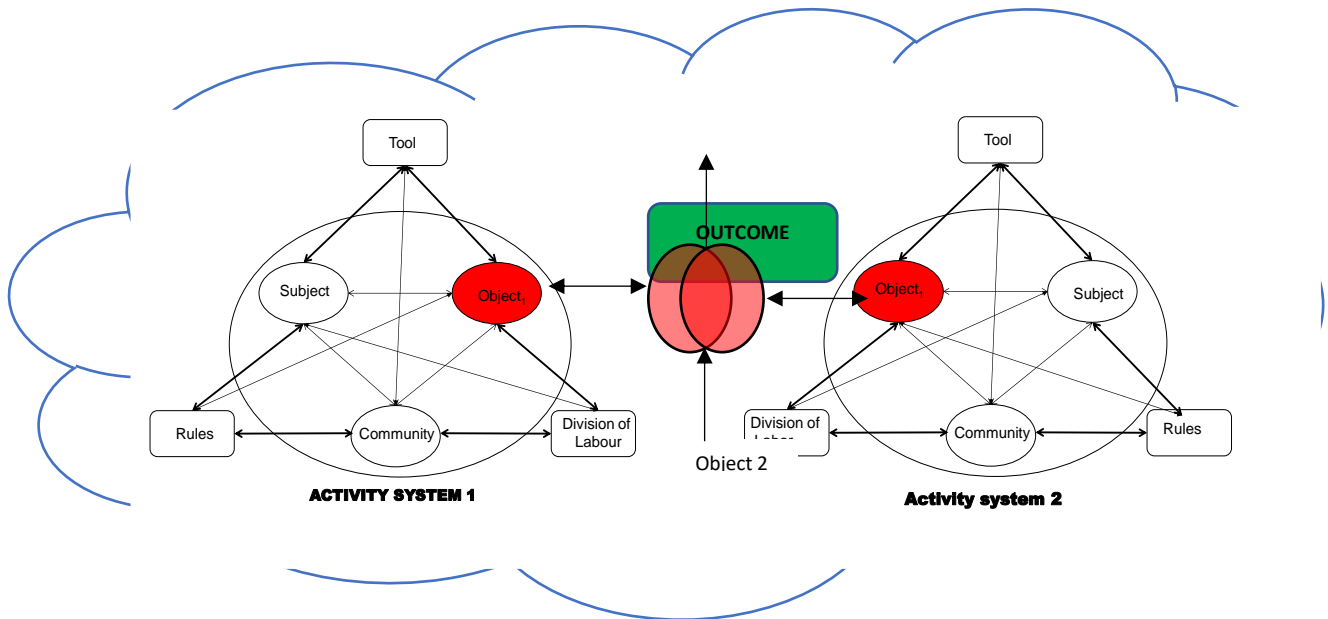 Tool
Tool
OUTCOME
Subject
Object₁
Object₁
Subject
Rules
Community
Division of
Labour
Division of
Community
Rules
Object 2
ACTIVITY SYSTEM 1
Activity system 2